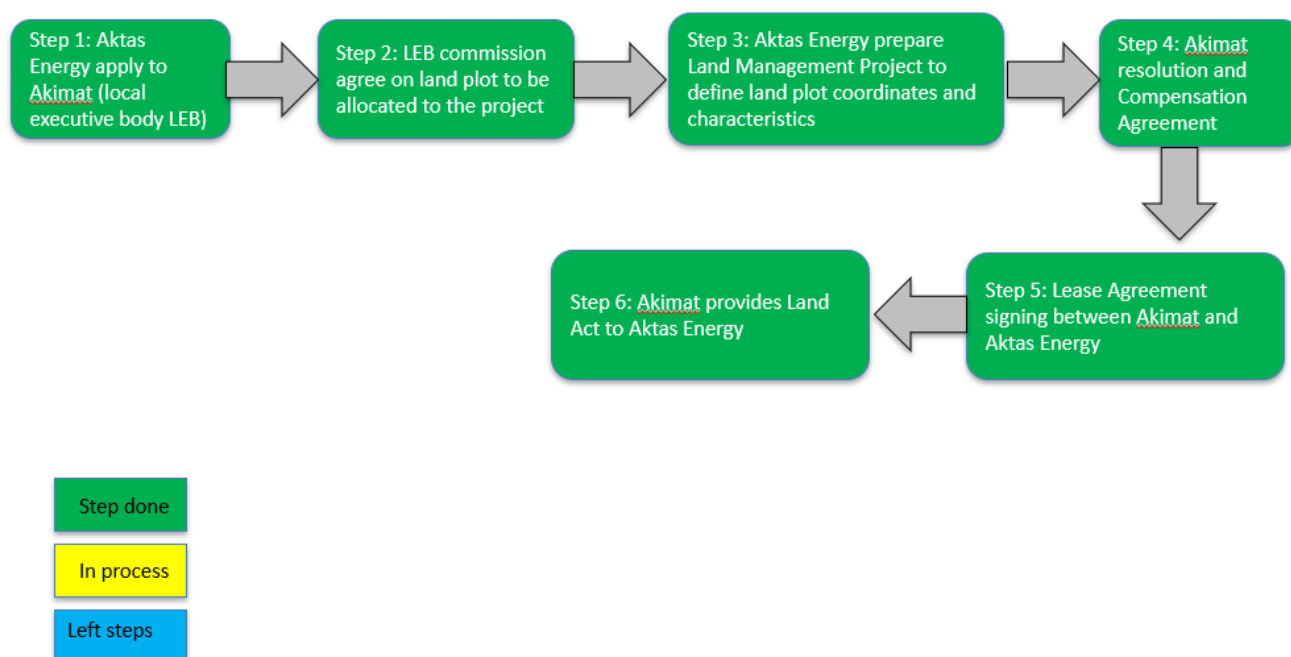 Step 1: Aktas
Energy apply to
Akimat (local
executive body LEB)
Step 2: LEB commission
agree on land plot to be
allocated to the project
Step 3: Aktas Energy prepare
Land Management Project to
define land plot coordinates and
characteristics
Step 4: Akimat
resolution and
Compensation
Agreement
Step 5: Lease Agreement
signing between Akimat and
Aktas Energy
Step 6: Akimat provides Land
Act to Aktas Energy
Step done
In process
Left steps